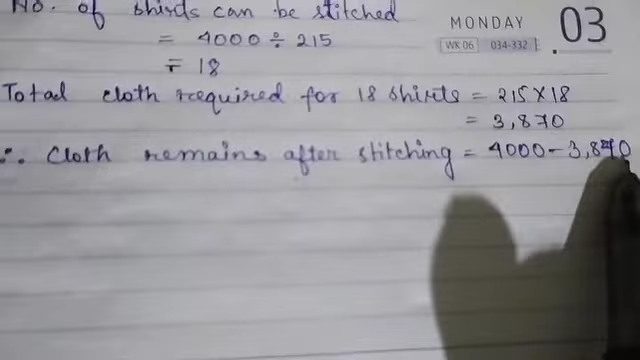 No. of shirts can be stitched
= 4000 ÷ 215
= 18
MONDAY
WK 06 034-332
03
Total cloth required for 18 shirts = 215 × 18
= 3,870
∴ Cloth remains after stitching = 4000 - 3,870